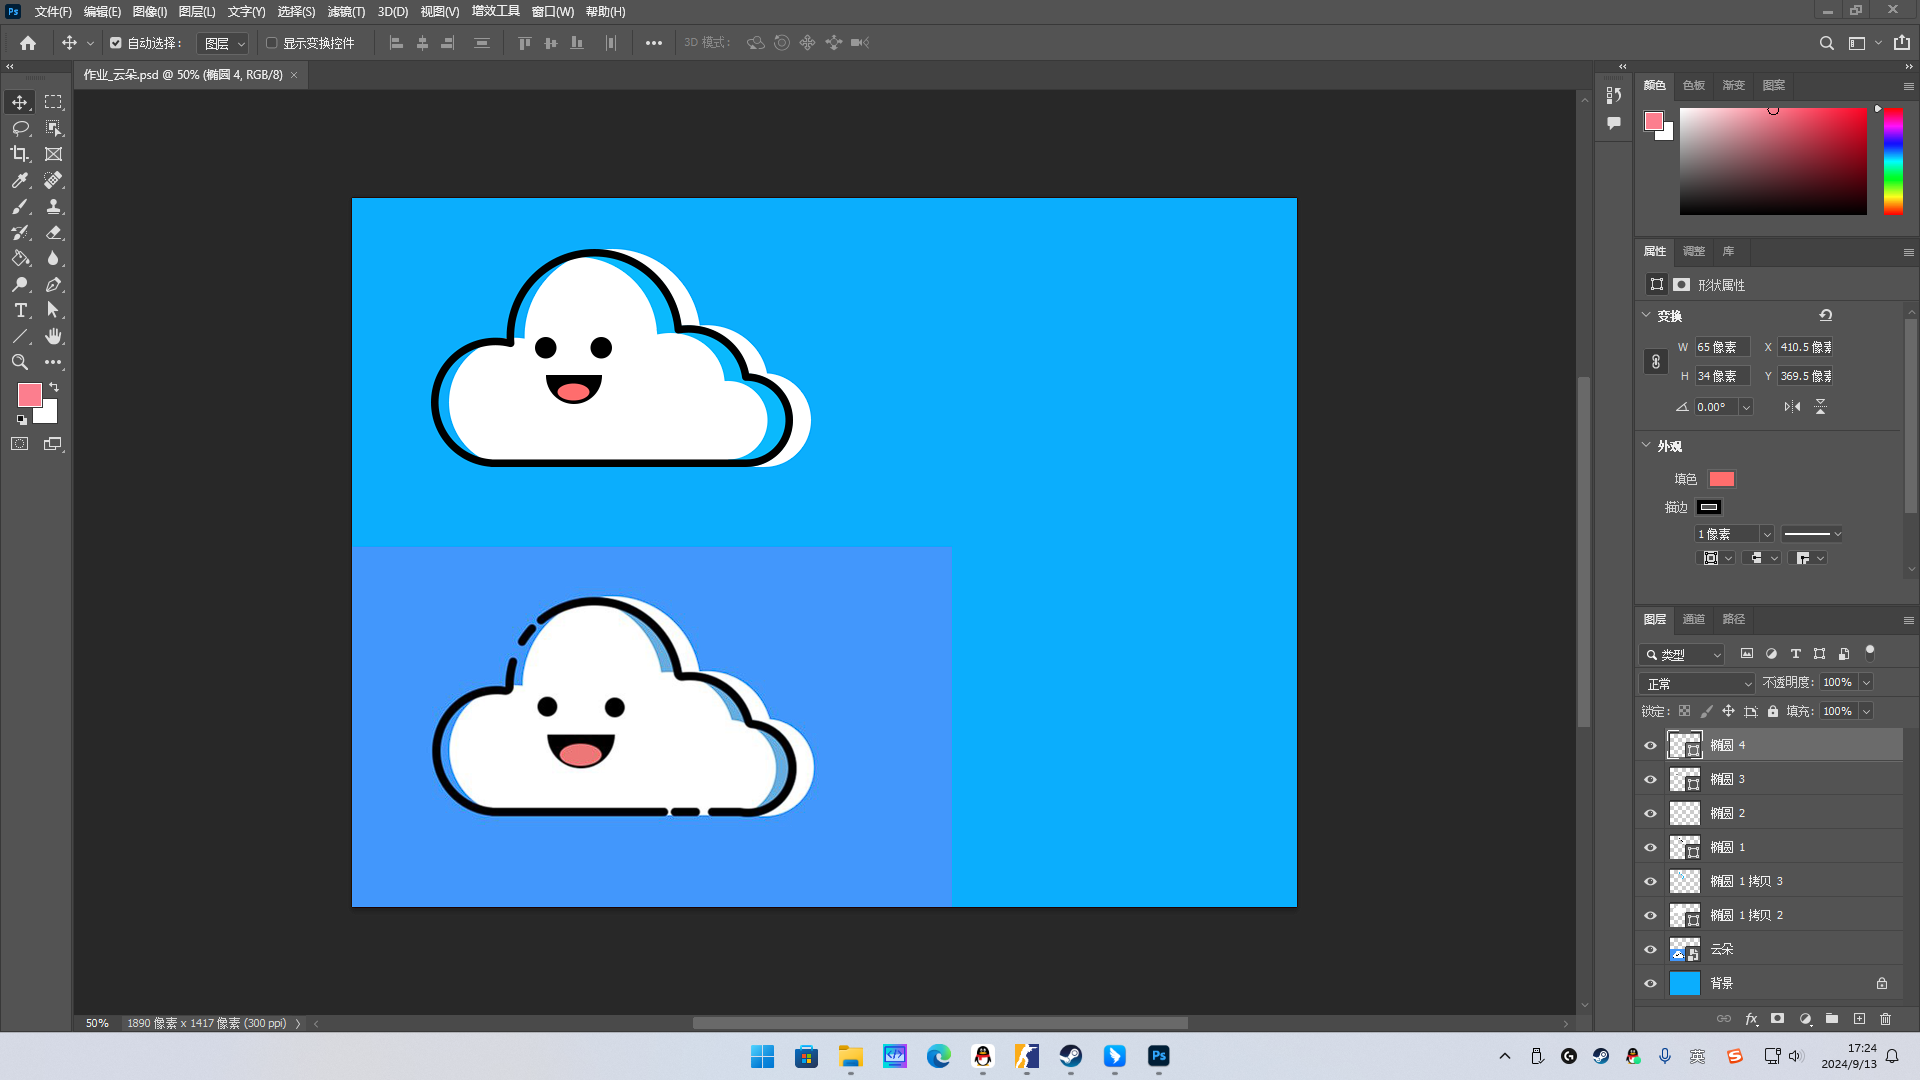 Ps 文件(F) 编辑(E) 图像(I) 图层(L) 文字(Y) 选择(S) 滤镜(T) 3D(D) 视图(V) 增效工具 窗口(W) 帮助(H)
自动选择: 图层 显示变换控件 3D 模式:
作业_云朵.psd @ 50% (椭圆 4, RGB/8) ×
颜色 色板 渐变 图案
属性 调整 库
形状属性
变换
W 65 像素 X 410.5 像素
H 34 像素 Y 369.5 像素
0.00°
外观
填色
描边
1 像素
图层 通道 路径
类型
正常 不透明度: 100%
锁定: 填充: 100%
椭圆 4
椭圆 3
椭圆 2
椭圆 1
椭圆 1 拷贝 3
椭圆 1 拷贝 2
云朵
背景
fx
50% 1890 像素 x 1417 像素 (300 ppi)
Ps
英
17:24
2024/9/13